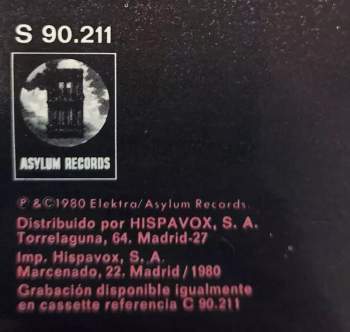 S 90.211
ASYLUM RECORDS
℗ & © 1980 Elektra/Asylum Records
Distribuido por HISPAVOX, S. A.
Torrelaguna, 64. Madrid-27
Imp. Hispavox, S. A.
Marcenado, 22. Madrid / 1980
Grabación disponible igualmente
en cassette referencia C 90.211